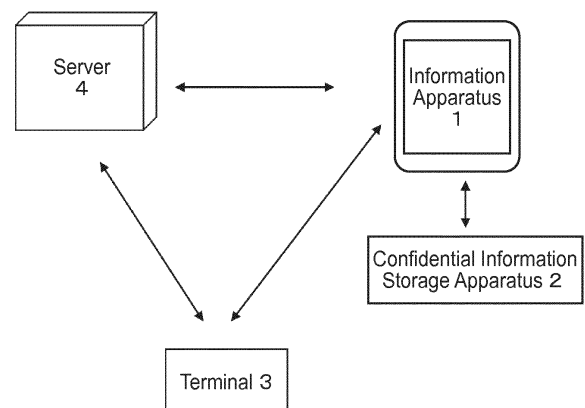 Server
4
Information
Apparatus
1
Confidential Information
Storage Apparatus 2
Terminal 3